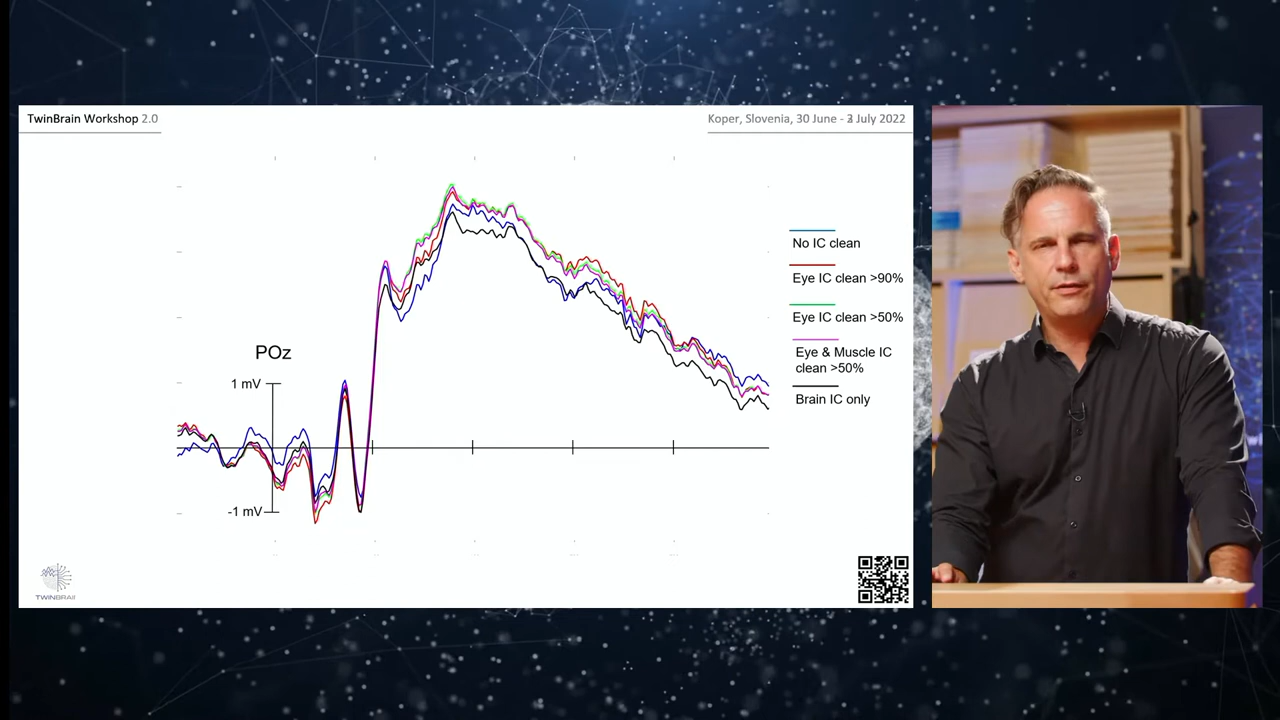 TwinBrain Workshop 2.0
Koper, Slovenia, 30 June - 2 July 2022
No IC clean
Eye IC clean >90%
Eye IC clean >50%
POz
Eye & Muscle IC
clean >50%
1 mV
Brain IC only
-1 mV
TWINBRAIN